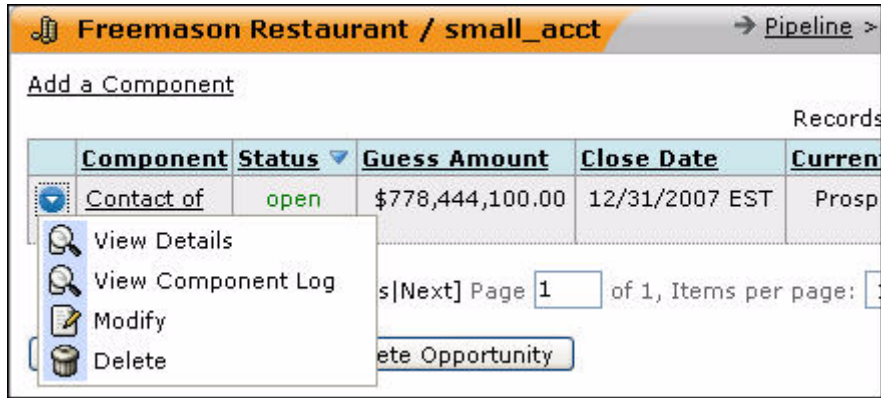 Freemason Restaurant / small_acct → Pipeline >
Add a Component
Records
Component Status Guess Amount Close Date Curren
Contact of open $778,444,100.00 12/31/2007 EST Prosp
View Details
View Component Log
s|Next] Page 1 of 1, Items per page:
Modify
Delete
ete Opportunity